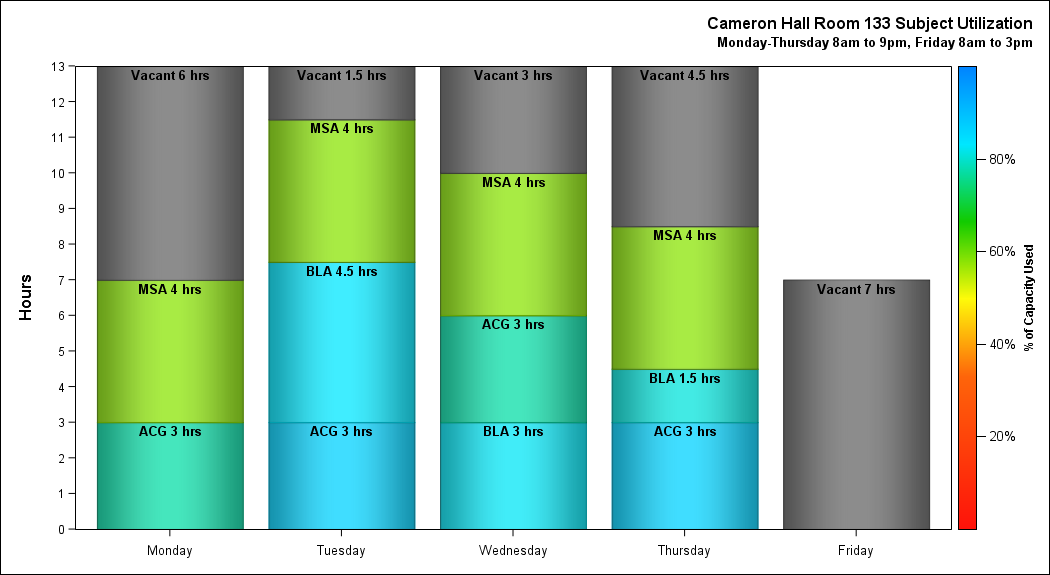 Cameron Hall Room 133 Subject Utilization
Monday-Thursday 8am to 9pm, Friday 8am to 3pm
Hours
13
12
11
10
9
8
7
6
5
4
3
2
1
0
Vacant 6 hrs
MSA 4 hrs
ACG 3 hrs
Vacant 1.5 hrs
MSA 4 hrs
BLA 4.5 hrs
ACG 3 hrs
Vacant 3 hrs
MSA 4 hrs
ACG 3 hrs
BLA 3 hrs
Vacant 4.5 hrs
MSA 4 hrs
BLA 1.5 hrs
ACG 3 hrs
Vacant 7 hrs
Monday
Tuesday
Wednesday
Thursday
Friday
80%
60%
40%
20%
% of Capacity Used